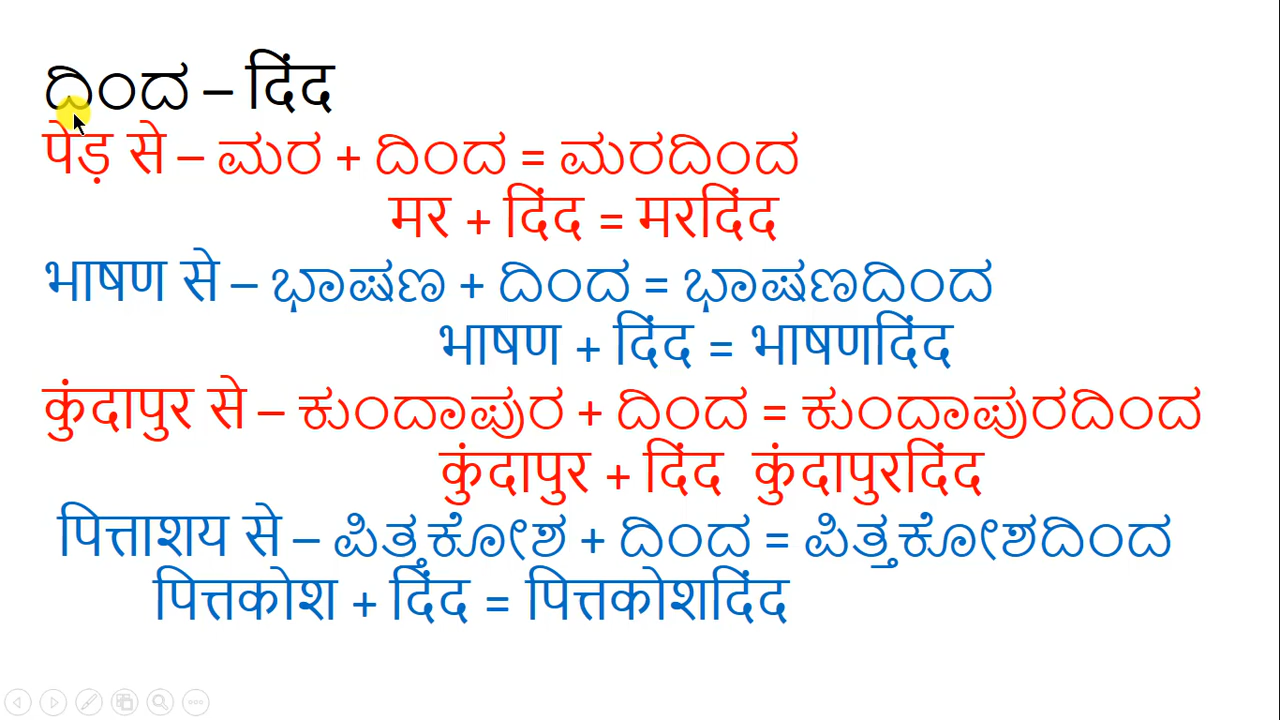 ದಿಂದ – दिंद
पेड़ से – ಮರ + ದಿಂದ = ಮರದಿಂದ
मर + दिंद = मरदिंद
भाषण से – ಭಾಷಣ + ದಿಂದ = ಭಾಷಣದಿಂದ
भाषण + दिंद = भाषणदिंद
कुंदापुर से – ಕುಂದಾಪುರ + ದಿಂದ = ಕುಂದಾಪುರದಿಂದ
कुंदापुर + दिंद कुंदापुरदिंद
पित्ताशय से – ಪಿತ್ತಕೋಶ + ದಿಂದ = ಪಿತ್ತಕೋಶದಿಂದ
पित्तकोश + दिंद = पित्तकोशदिंद